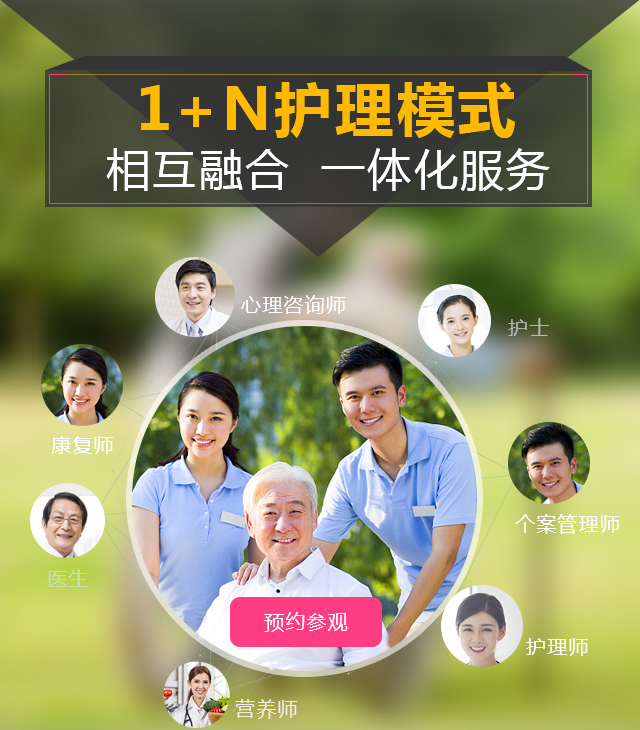 1+N护理模式
相互融合 一体化服务
心理咨询师
护士
康复师
个案管理师
医生
预约参观
护理师
营养师